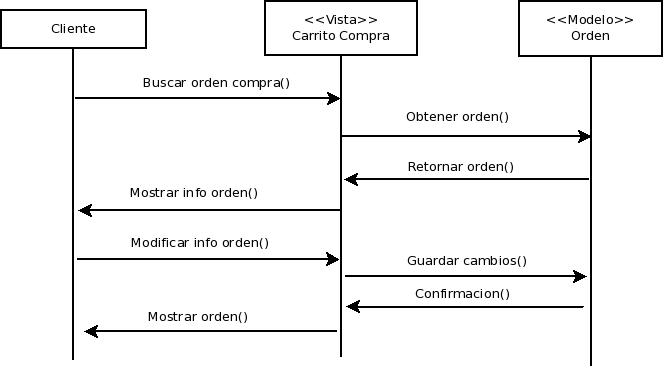 Cliente
<<Vista>>
Carrito Compra
<<Modelo>>
Orden
Buscar orden compra()
Obtener orden()
Retornar orden()
Mostrar info orden()
Modificar info orden()
Guardar cambios()
Confirmacion()
Mostrar orden()